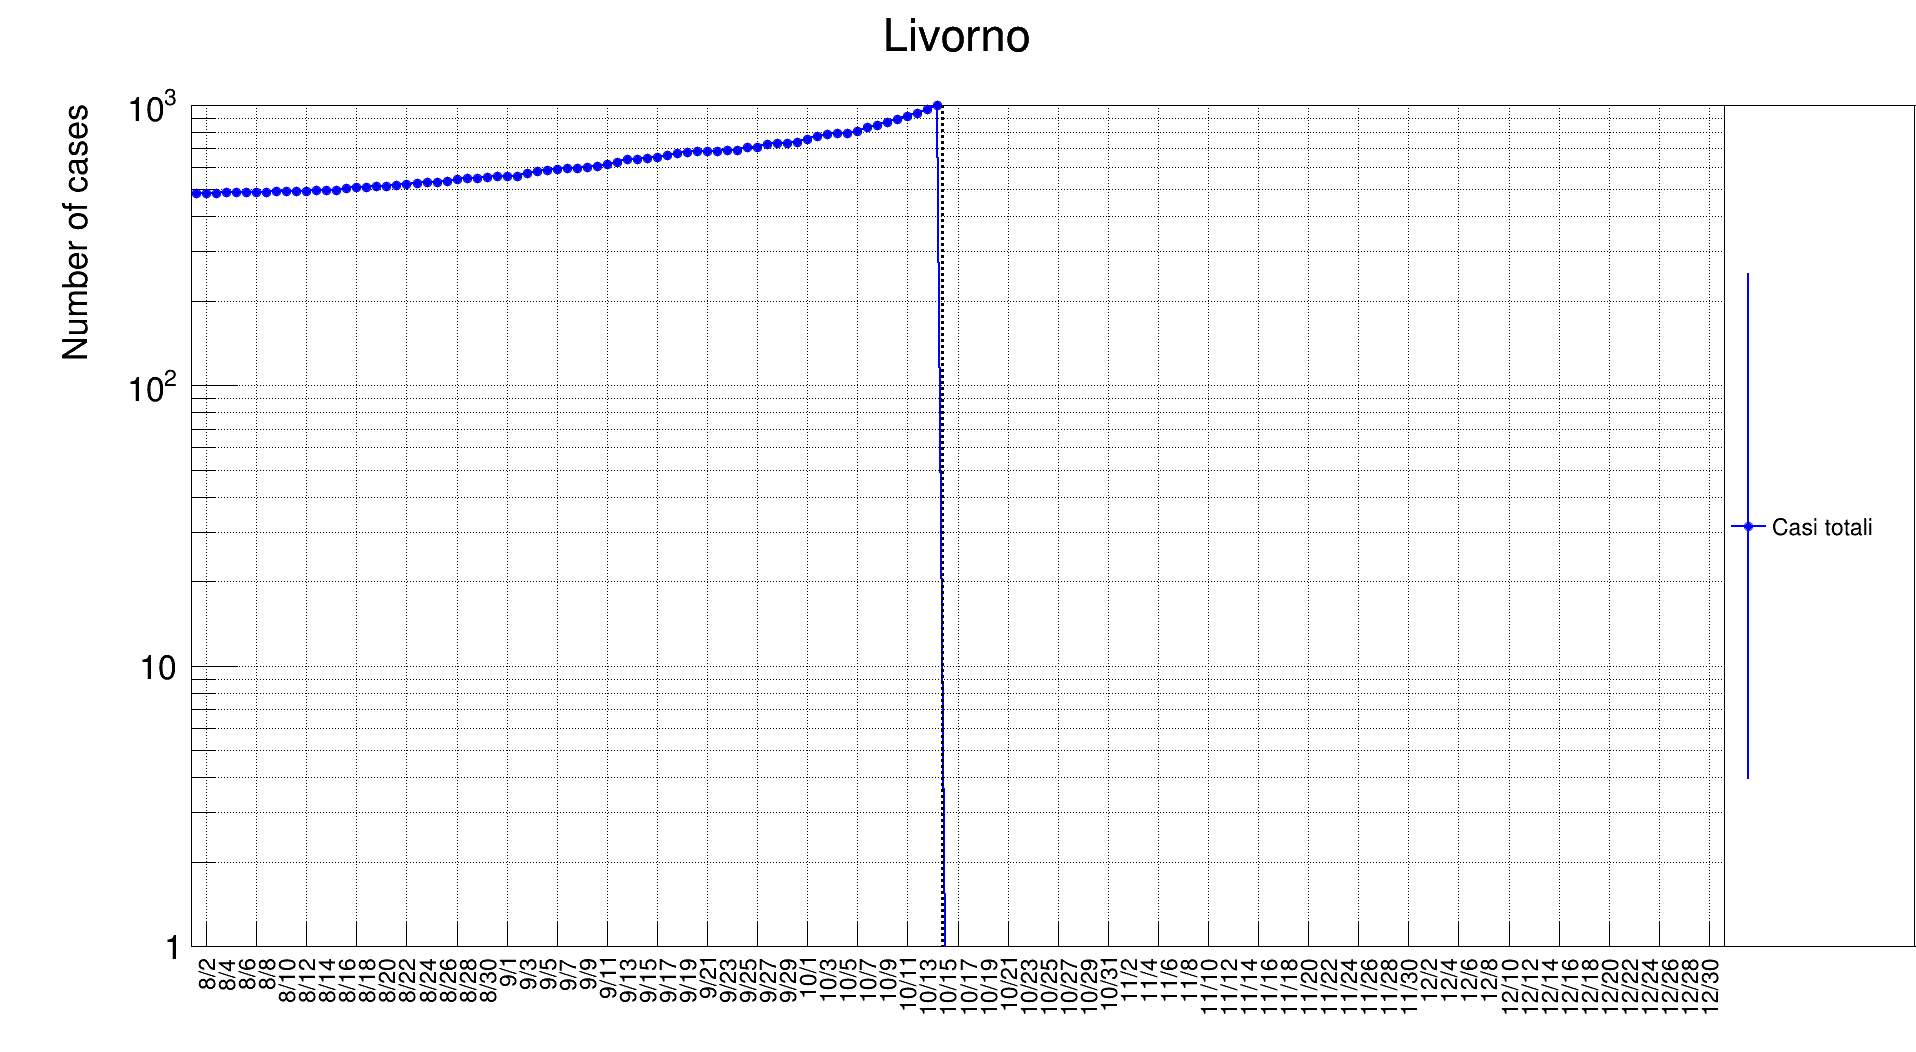 Livorno
Number of cases
10³
10²
10
1
Casi totali
8/2 8/4 8/6 8/8 8/10 8/12 8/14 8/16 8/18 8/20 8/22 8/24 8/26 8/28 8/30 9/1 9/3 9/5 9/7 9/9 9/11 9/13 9/15 9/17 9/19 9/21 9/23 9/25 9/27 9/29 10/1 10/3 10/5 10/7 10/9 10/11 10/13 10/15 10/17 10/19 10/21 10/23 10/25 10/27 10/29 10/31 11/2 11/4 11/6 11/8 11/10 11/12 11/14 11/16 11/18 11/20 11/22 11/24 11/26 11/28 11/30 12/2 12/4 12/6 12/8 12/10 12/12 12/14 12/16 12/18 12/20 12/22 12/24 12/26 12/28 12/30